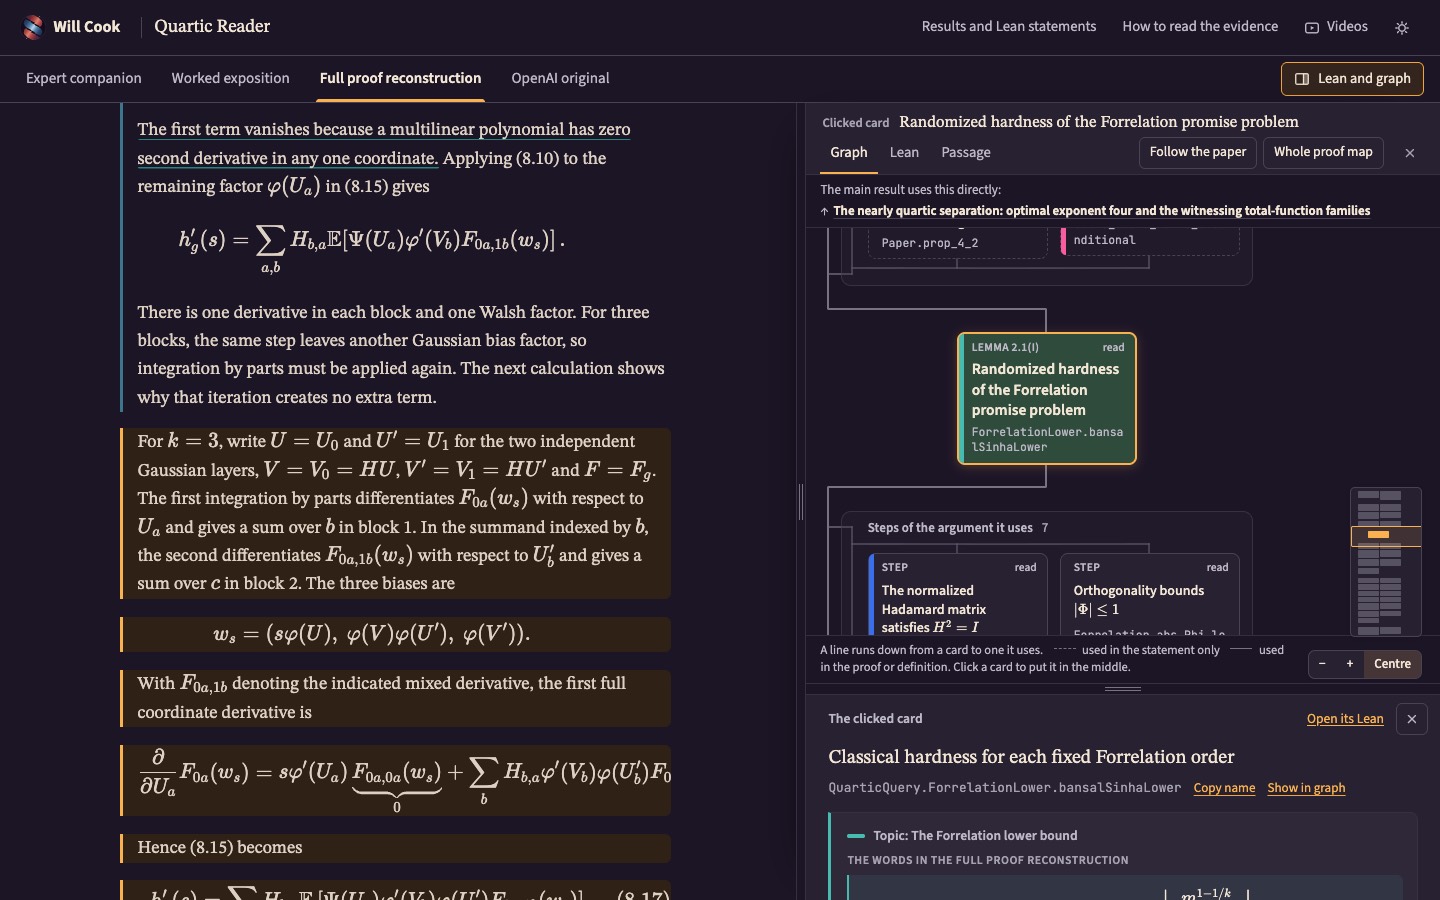 Will Cook
Quartic Reader
Results and Lean statements
How to read the evidence
Videos
Expert companion
Worked exposition
Full proof reconstruction
OpenAI original
Lean and graph
The first term vanishes because a multilinear polynomial has zero
second derivative in any one coordinate. Applying (8.10) to the
remaining factor φ(Uₐ) in (8.15) gives
h′_g(s) = ∑_{a,b} H_{b,a}𝔼[Ψ(Uₐ)φ′(V_b)F_{0a,1b}(w_s)] .
There is one derivative in each block and one Walsh factor. For three
blocks, the same step leaves another Gaussian bias factor, so
integration by parts must be applied again. The next calculation shows
why that iteration creates no extra term.
For k = 3, write U = U₀ and U′ = U₁ for the two independent
Gaussian layers, V = V₀ = HU, V′ = V₁ = HU′ and F = F_g.
The first integration by parts differentiates F_{0a}(w_s) with respect to
Uₐ and gives a sum over b in block 1. In the summand indexed by b,
the second differentiates F_{0a,1b}(w_s) with respect to U′_b and gives a
sum over c in block 2. The three biases are
w_s = (sφ(U), φ(V)φ(U′), φ(V′)).
With F_{0a,1b} denoting the indicated mixed derivative, the first full
coordinate derivative is
∂/∂Uₐ F_{0a}(w_s) = sφ′(Uₐ) F_{0a,0a}(w_s) + ∑_b H_{b,a}φ′(V_b)φ(U′_b)F₀
0
Hence (8.15) becomes
Clicked card Randomized hardness of the Forrelation promise problem
Graph
Lean
Passage
Follow the paper
Whole proof map
The main result uses this directly:
↑ The nearly quartic separation: optimal exponent four and the witnessing total-function families
Paper.prop_4_2
nditional
LEMMA 2.1(I)
read
Randomized hardness
of the Forrelation
promise problem
ForrelationLower.bansa
lSinhaLower
Steps of the argument it uses 7
STEP
read
The normalized
Hadamard matrix
satisfies H² = I
STEP
read
Orthogonality bounds
|Φ| ≤ 1
A line runs down from a card to one it uses. used in the statement only used
in the proof or definition. Click a card to put it in the middle.
− + Centre
The clicked card
Open its Lean
Classical hardness for each fixed Forrelation order
QuarticQuery.ForrelationLower.bansalSinhaLower
Copy name
Show in graph
Topic: The Forrelation lower bound
THE WORDS IN THE FULL PROOF RECONSTRUCTION